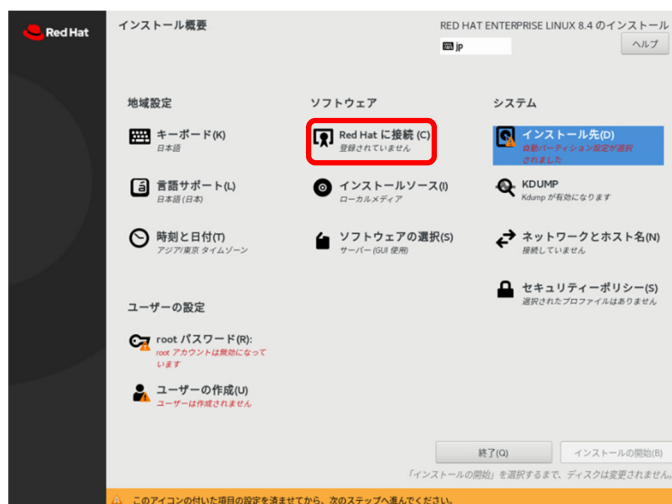 Red Hat
インストール概要
RED HAT ENTERPRISE LINUX 8.4 のインストール
jp
ヘルプ
地域設定
キーボード(K)
日本語
言語サポート(L)
日本語 (日本)
時刻と日付(T)
アジア/東京 タイムゾーン
ユーザーの設定
root パスワード(R):
root アカウントは無効になって
います
ユーザーの作成(U)
ユーザーは作成されません
ソフトウェア
Red Hat に接続 (C)
登録されていません
インストールソース(I)
ローカルメディア
ソフトウェアの選択(S)
サーバー (GUI 使用)
システム
インストール先(D)
自動パーティション設定が選択
されました
KDUMP
Kdump が有効になります
ネットワークとホスト名(N)
接続していません
セキュリティーポリシー(S)
選択されたプロファイルはありません
終了(Q)
インストールの開始(B)
「インストールの開始」を選択するまで、ディスクは変更されません。
このアイコンの付いた項目の設定を済ませてから、次のステップへ進んでください。